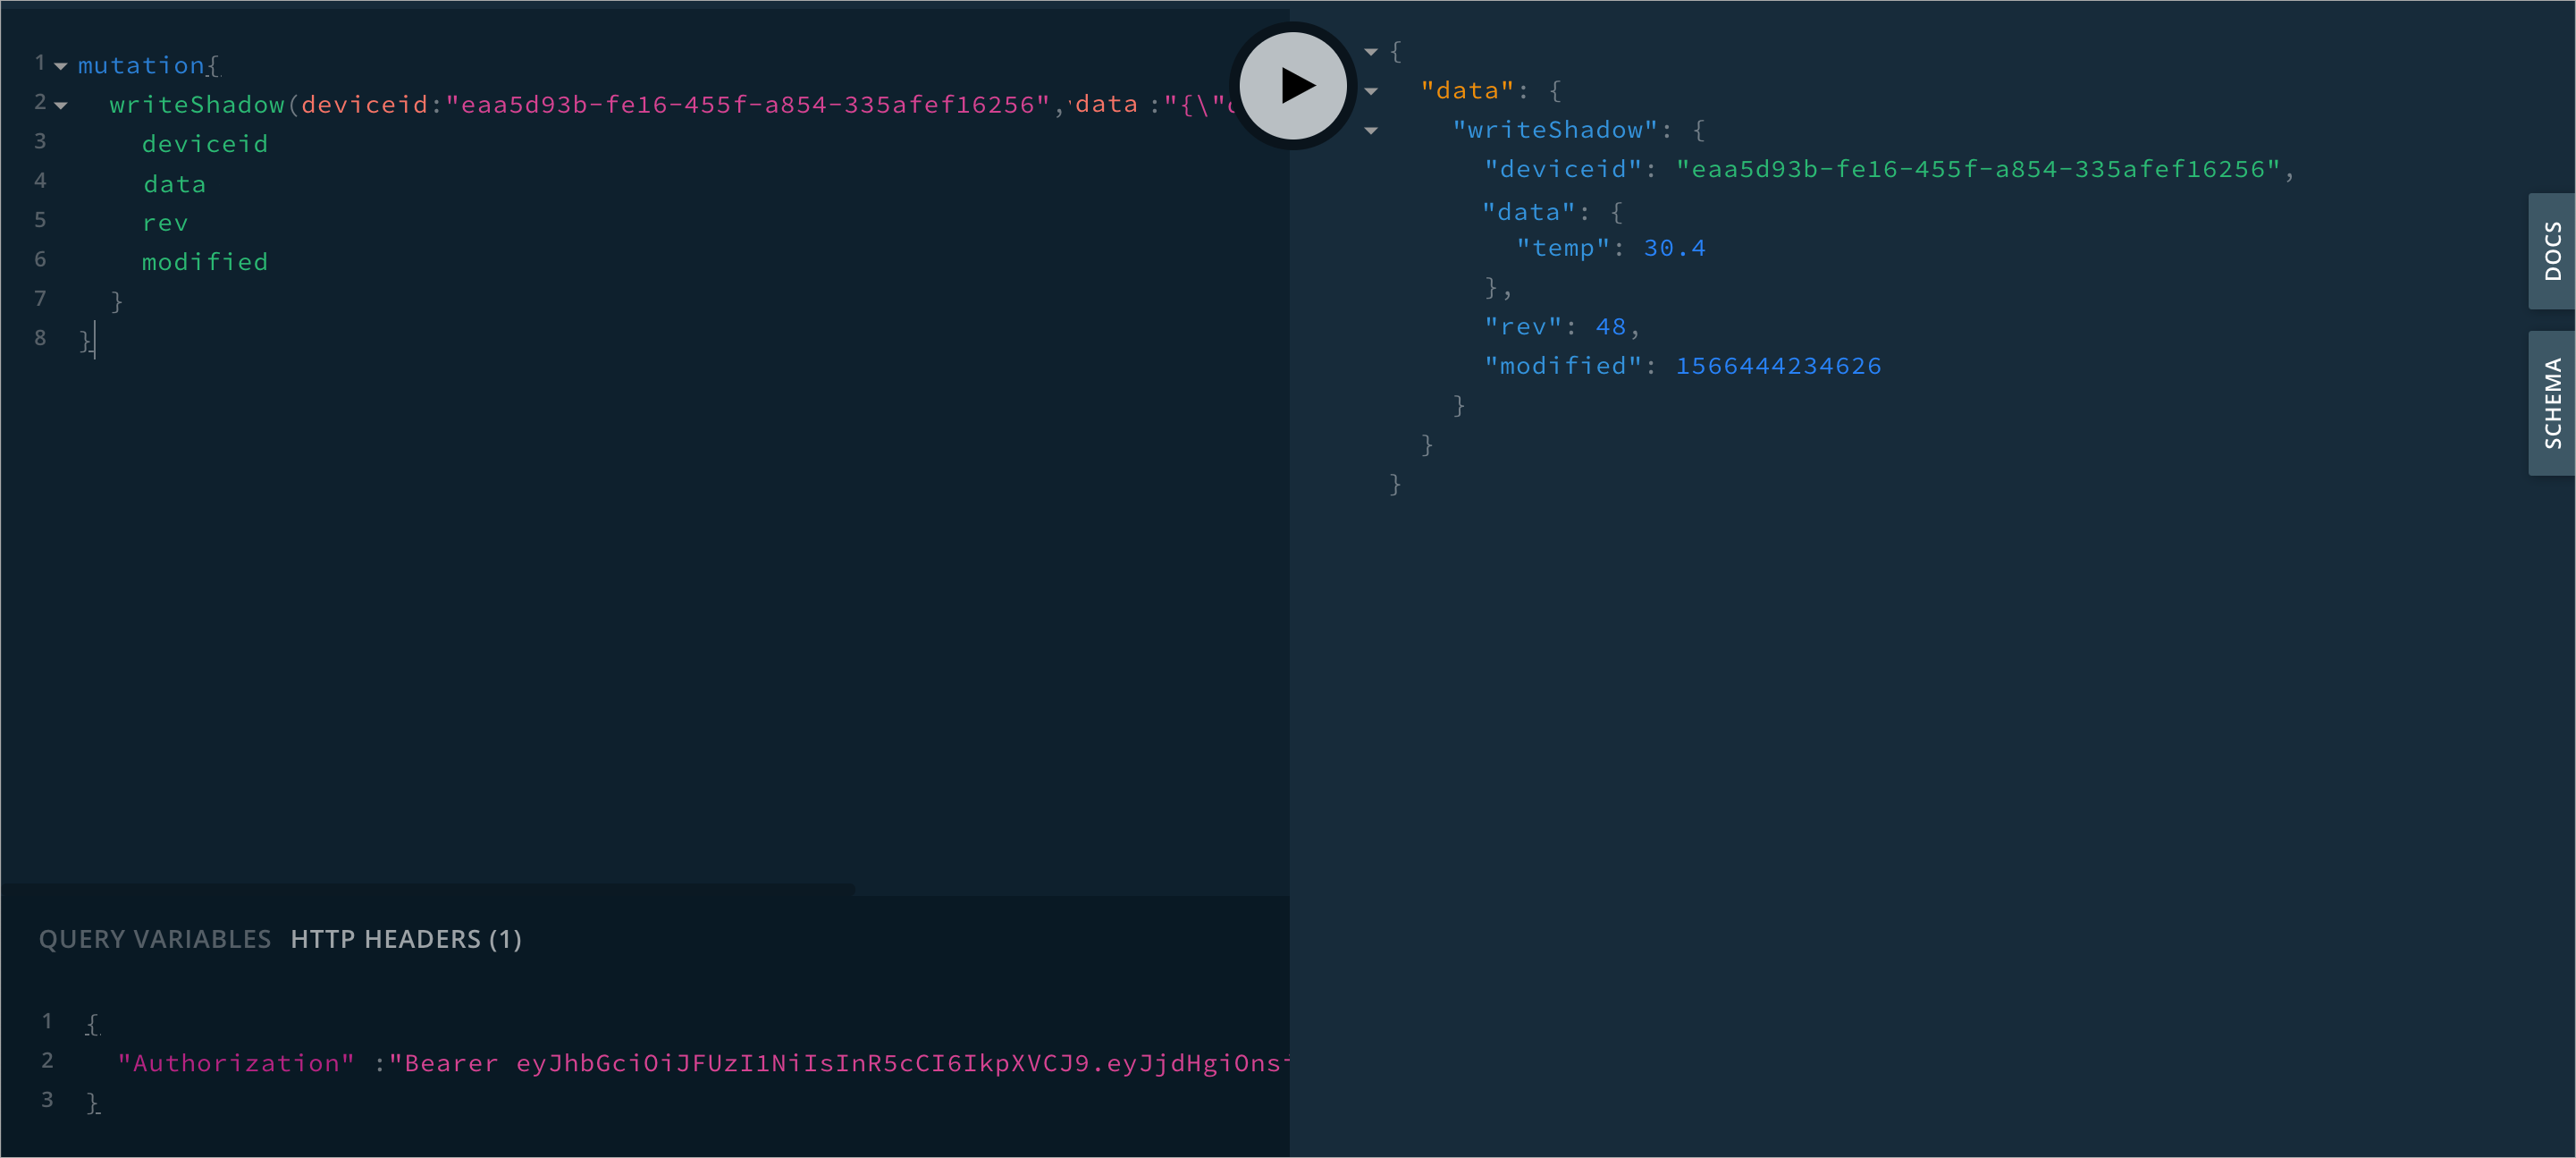 1 mutation{
2 writeShadow(deviceid:"eaa5d93b-fe16-455f-a854-335afef16256",data :"{\"
3 deviceid
4 data
5 rev
6 modified
7 }
8 }
QUERY VARIABLES HTTP HEADERS (1)
1 {
2 "Authorization" :"Bearer eyJhbGciOiJFUzI1NiIsInR5cCI6IkpXVCJ9.eyJjdHgiOns
3 }
{
"data": {
"writeShadow": {
"deviceid": "eaa5d93b-fe16-455f-a854-335afef16256",
"data": {
"temp": 30.4
},
"rev": 48,
"modified": 1566444234626
}
}
}
DOCS
SCHEMA